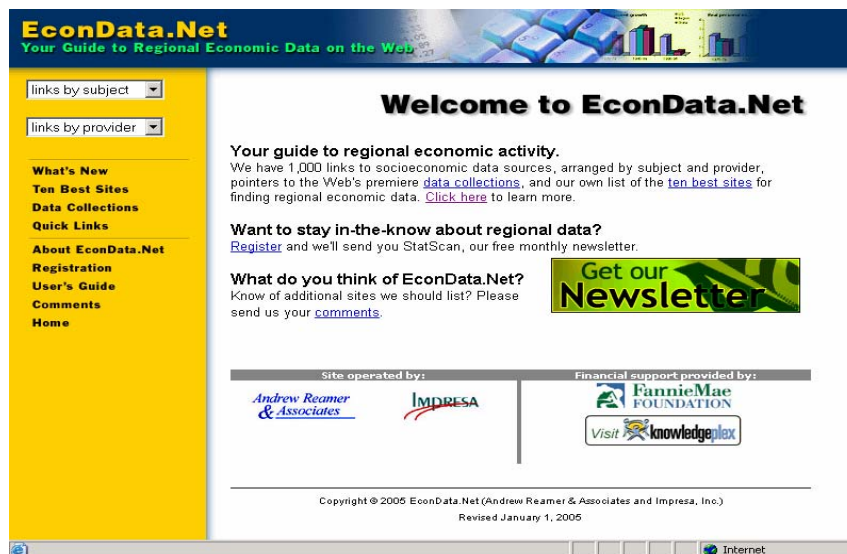 EconData.Net
Your Guide to Regional Economic Data on the Web
links by subject
links by provider
What's New
Ten Best Sites
Data Collections
Quick Links
About EconData.Net
Registration
User's Guide
Comments
Home
Welcome to EconData.Net
Your guide to regional economic activity.
We have 1,000 links to socioeconomic data sources, arranged by subject and provider,
pointers to the Web's premiere data collections, and our own list of the ten best sites for
finding regional economic data. Click here to learn more.
Want to stay in-the-know about regional data?
Register and we'll send you StatScan, our free monthly newsletter.
What do you think of EconData.Net?
Know of additional sites we should list? Please
send us your comments.
Get our
Newsletter
Site operated by:
Andrew Reamer
& Associates
IMPRESA
Financial support provided by:
FannieMae
FOUNDATION
Visit knowledgeplex
Copyright © 2005 EconData.Net (Andrew Reamer & Associates and Impresa, Inc.)
Revised January 1, 2005
Internet